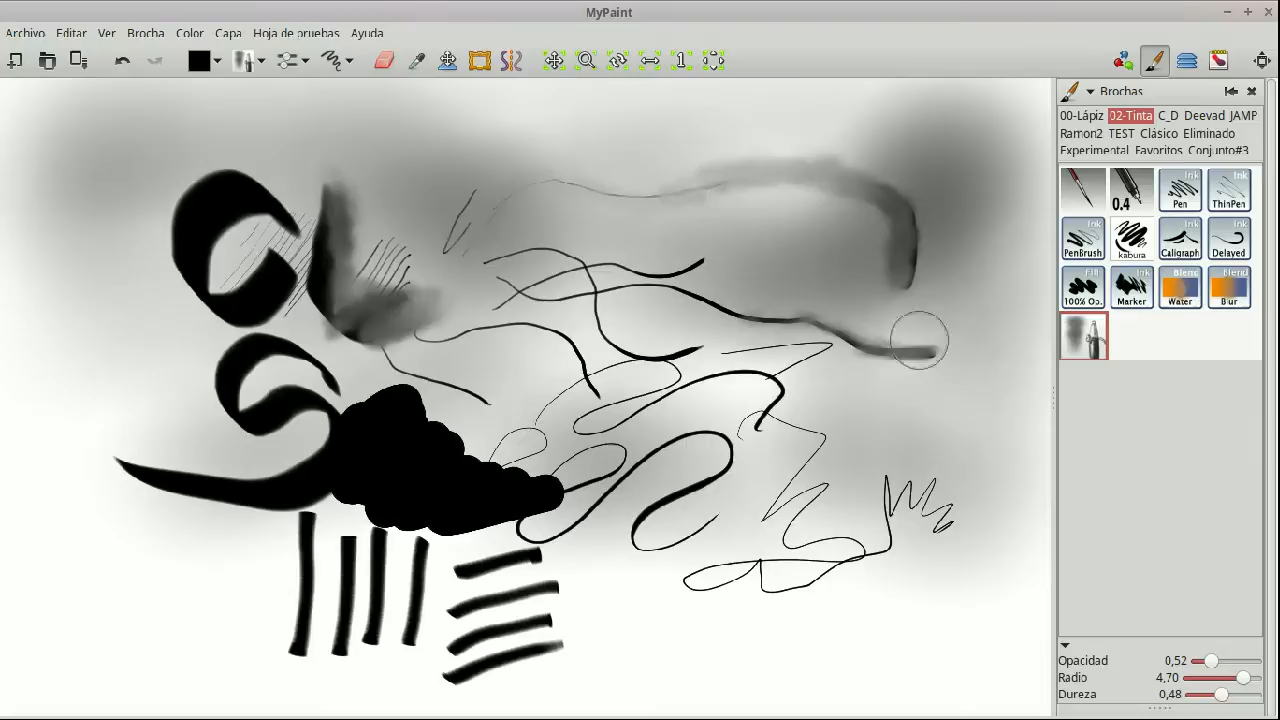 MyPaint
Archivo Editar Ver Brocha Color Capa Hoja de pruebas Ayuda
1
Brochas
00-Lápiz 02-Tinta C_D Deevad JAMP
Ramon2 TEST Clásico Eliminado
Experimental Favoritos Conjunto#3
0.4 Ink Pen Ink ThinPen
Ink PenBrush kabura Ink Caligraph Ink Delayed
Fill 100% Op. Ink Marker Blend Water Blend Blur
Opacidad 0,52
Radio 4,70
Dureza 0,48